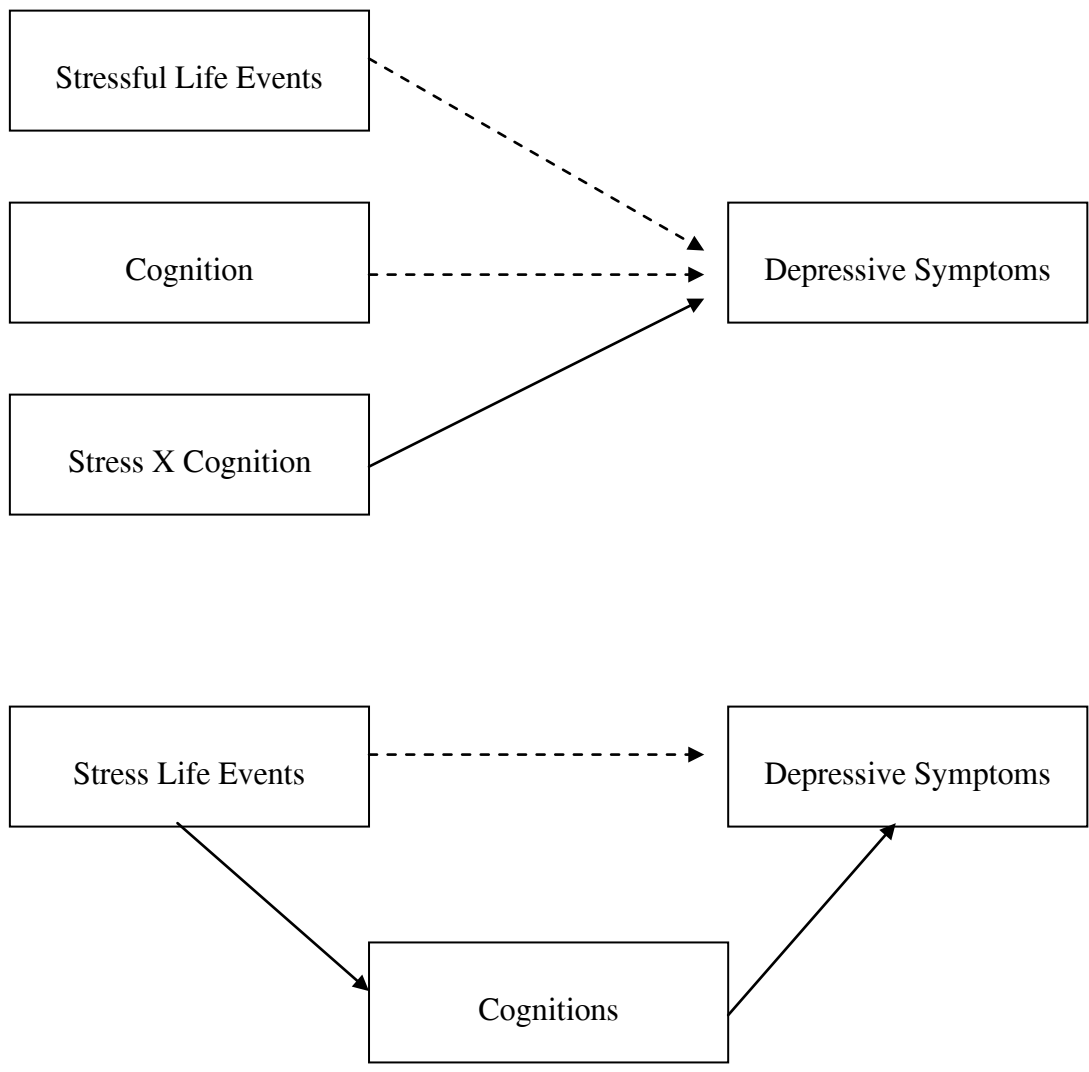 Stressful Life Events
Cognition
Depressive Symptoms
Stress X Cognition
Stress Life Events
Depressive Symptoms
Cognitions